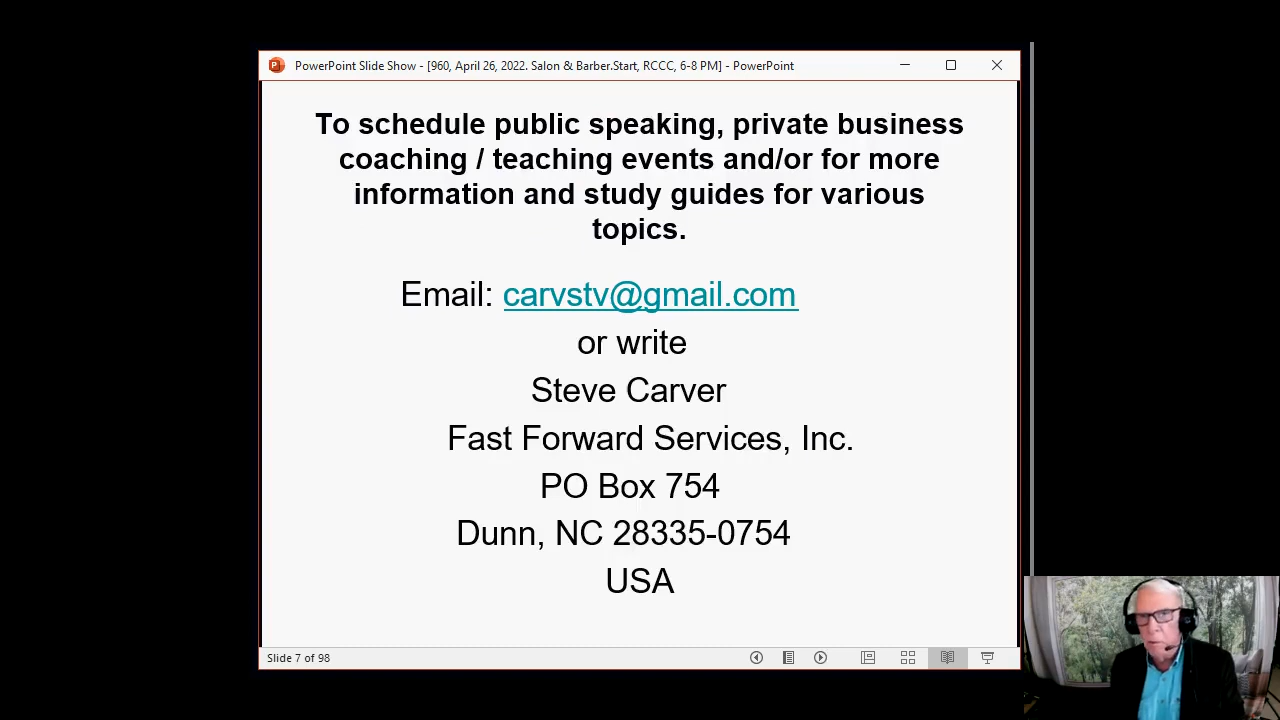 PowerPoint Slide Show - [960, April 26, 2022. Salon & Barber.Start, RCCC, 6-8 PM] - PowerPoint
To schedule public speaking, private business
coaching / teaching events and/or for more
information and study guides for various
topics.
Email: carvstv@gmail.com
or write
Steve Carver
Fast Forward Services, Inc.
PO Box 754
Dunn, NC 28335-0754
USA
Slide 7 of 98